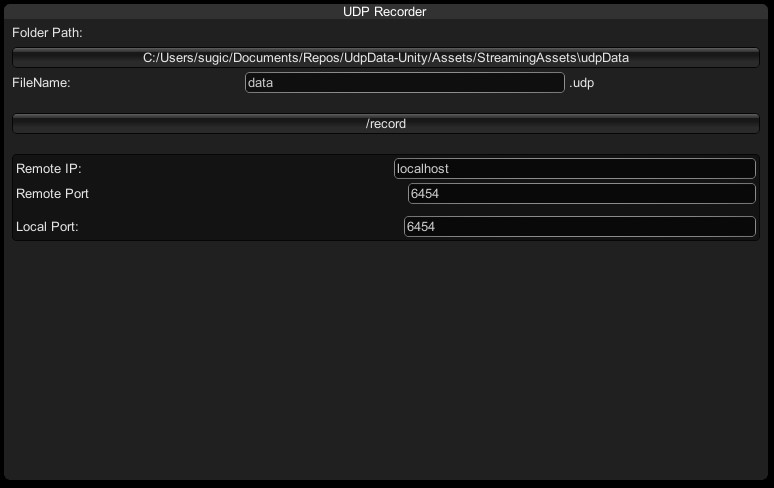 UDP Recorder
Folder Path:
C:/Users/sugic/Documents/Repos/UdpData-Unity/Assets/StreamingAssets\udpData
FileName: data .udp
/record
Remote IP: localhost
Remote Port 6454
Local Port: 6454